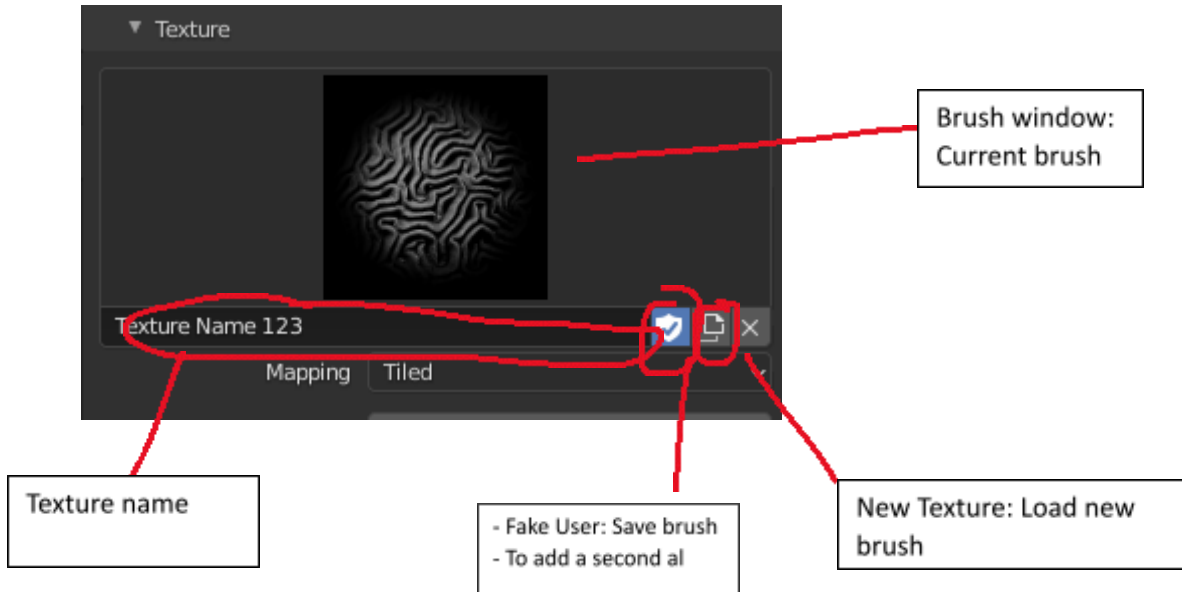 Texture
Brush window:
Current brush
Texture Name 123
Mapping Tiled
Texture name
- Fake User: Save brush
- To add a second al
New Texture: Load new
brush